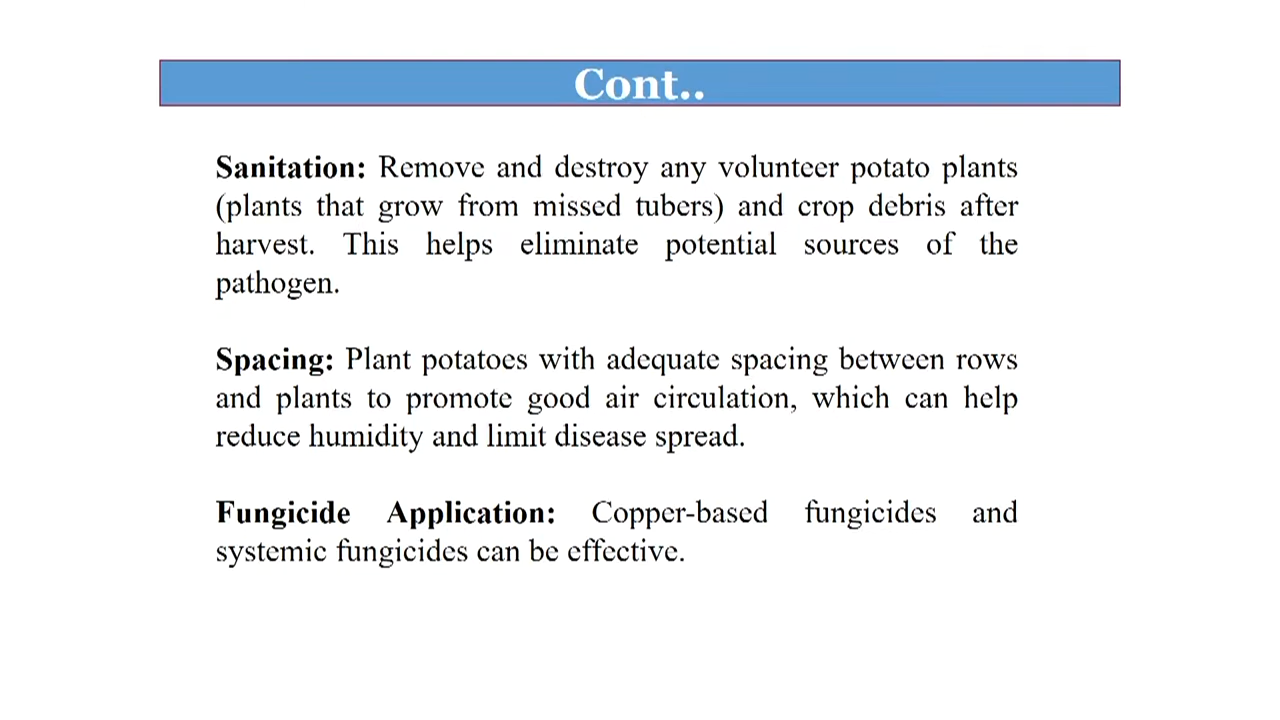 Cont..
Sanitation: Remove and destroy any volunteer potato plants
(plants that grow from missed tubers) and crop debris after
harvest. This helps eliminate potential sources of the
pathogen.
Spacing: Plant potatoes with adequate spacing between rows
and plants to promote good air circulation, which can help
reduce humidity and limit disease spread.
Fungicide Application: Copper-based fungicides and
systemic fungicides can be effective.